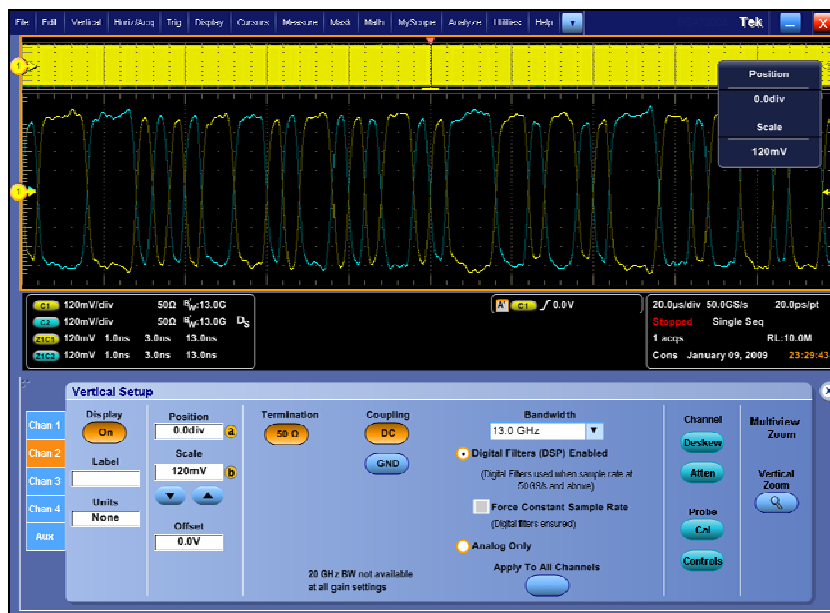 File Edit Vertical Horiz/Acq Trig Display Cursors Measure Mask Math MyScope Analyze Utilities Help Tek X
Position
0.0div
Scale
120mV
1
1
C1 120mV/div 50Ω BW:13.0G
C2 120mV/div 50Ω BW:13.0G DS
Z1C1 120mV 1.0ns 3.0ns 13.0ns
Z1C2 120mV 1.0ns 3.0ns 13.0ns
A' C1 0.0V
20.0µs/div 50.0GS/s 20.0ps/pt
Stopped Single Seq
1 acqs RL:10.0M
Cons January 09, 2009 23:29:43
Vertical Setup
Chan 1
Chan 2
Chan 3
Chan 4
Aux
Display
On
Label
Units
None
Position
0.0div a
Scale
120mV b
Offset
0.0V
Termination
50 Ω
Coupling
DC
GND
20 GHz BW not available
at all gain settings
Bandwidth
13.0 GHz
Digital Filters (DSP) Enabled
(Digital Filters used when sample rate at
50GS/s and above)
Force Constant Sample Rate
(Digital filters ensured)
Analog Only
Apply To All Channels
Channel
Deskew
Atten
Probe
Cal
Controls
Multiview
Zoom
Vertical
Zoom